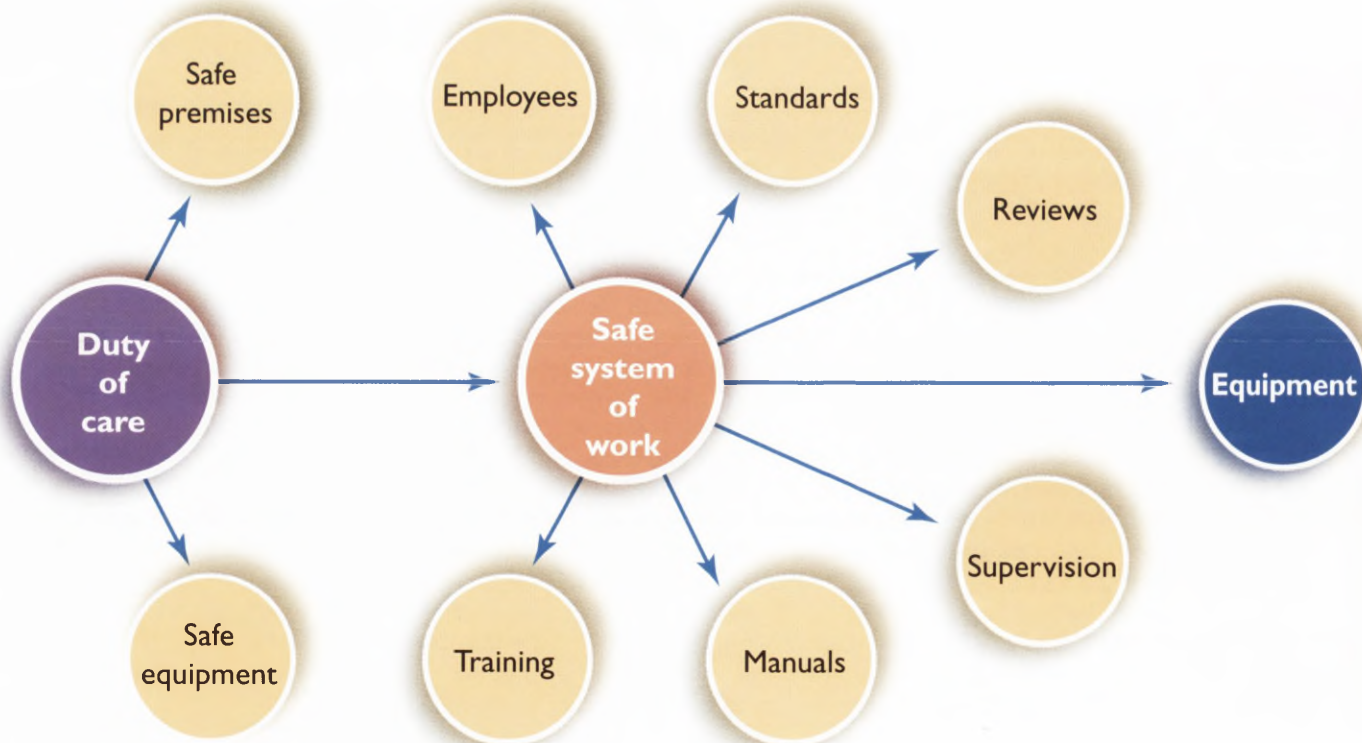 Safe
premises
Employees
Standards
Reviews
Duty
of
care
Safe
system
of
work
Equipment
Supervision
Safe
equipment
Training
Manuals